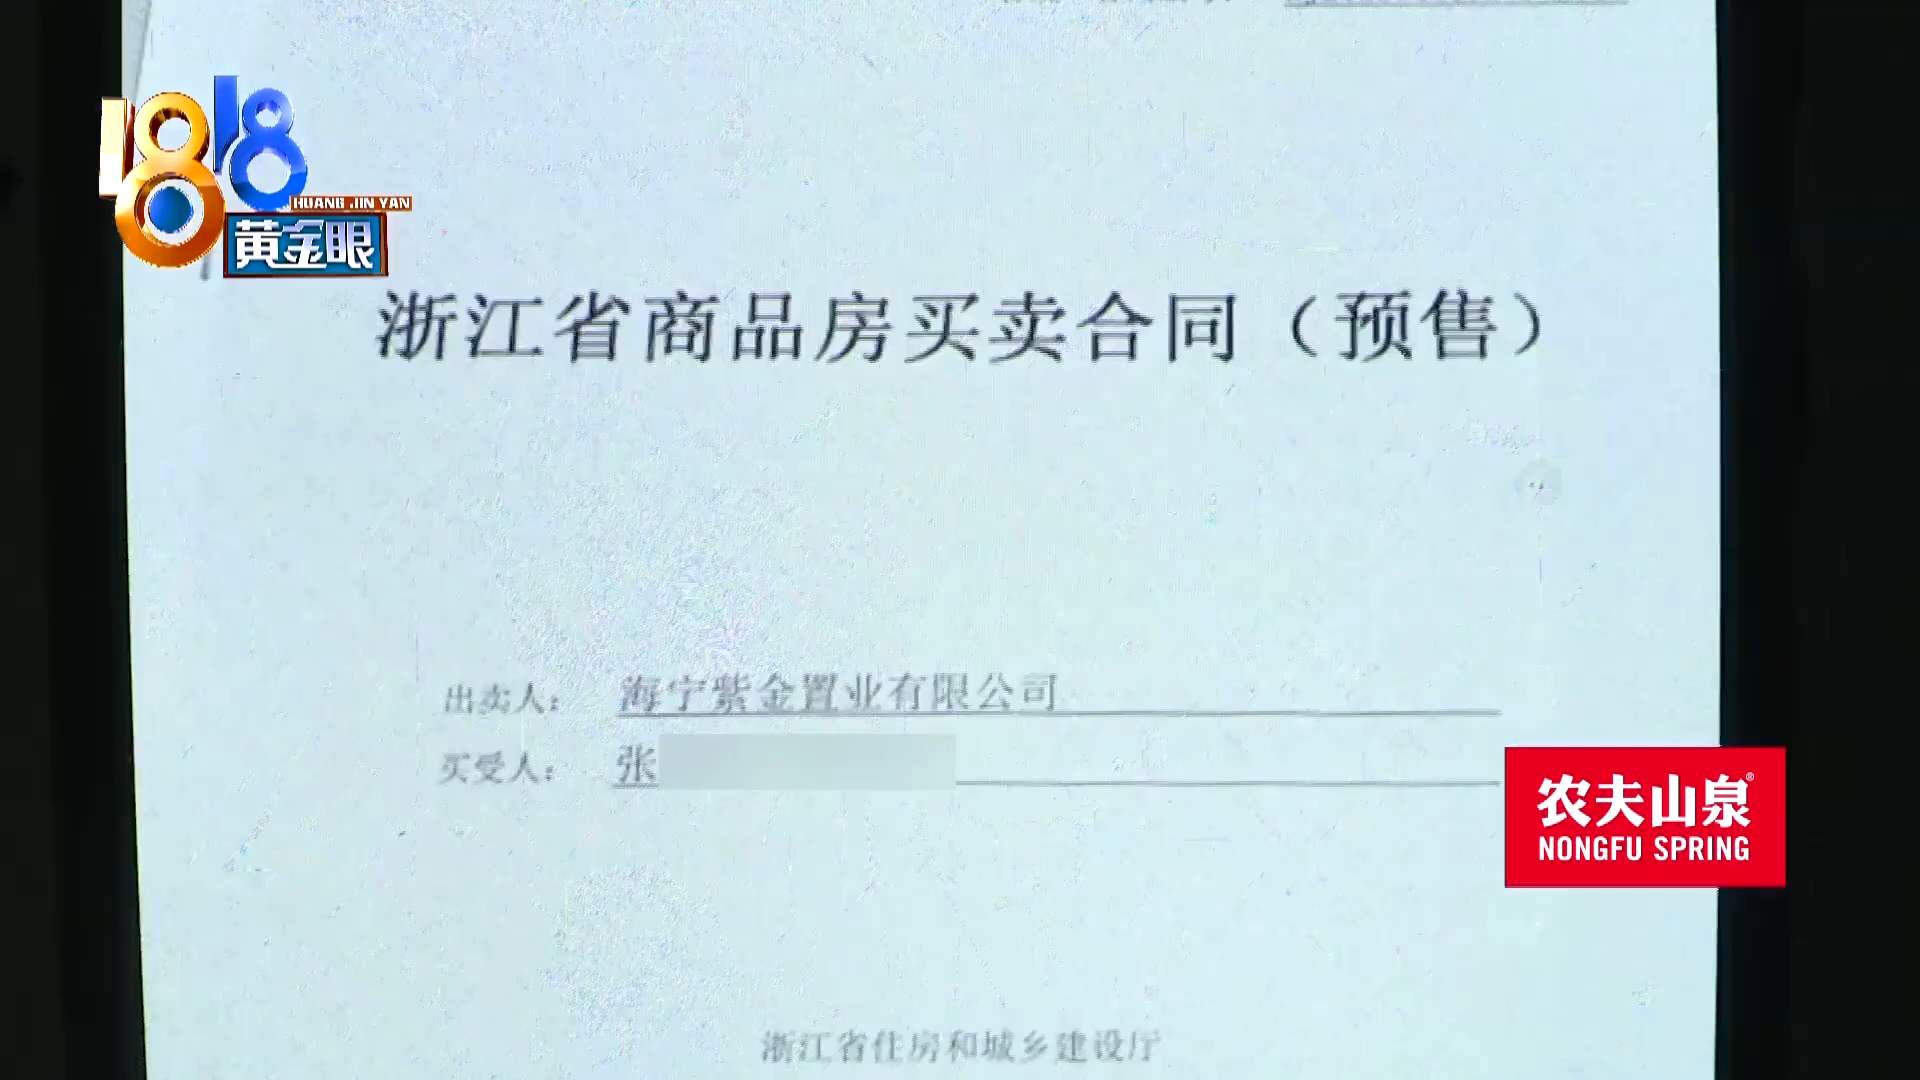 1818
HUANG JIN YAN
黄金眼
浙江省商品房买卖合同（预售）
出卖人： 海宁紫金置业有限公司
买受人： 张
农夫山泉®
NONGFU SPRING
浙江省住房和城乡建设厅